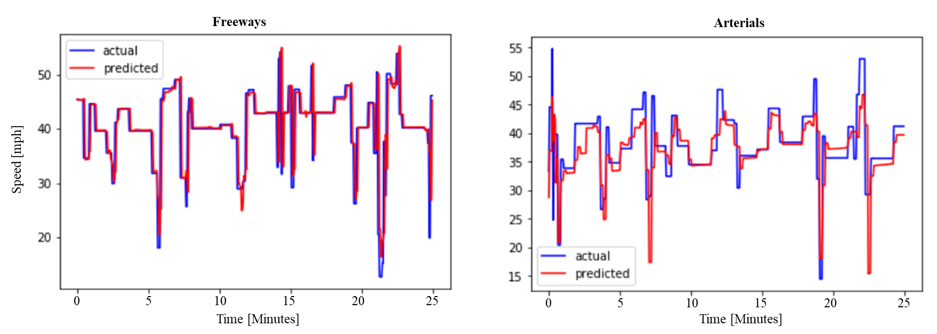 Freeways
actual
predicted
50
40
30
20
Speed [mph]
0 5 10 15 20 25
Time [Minutes]
Arterials
55
50
45
40
35
30
25
20
15
actual
predicted
0 5 10 15 20 25
Time [Minutes]